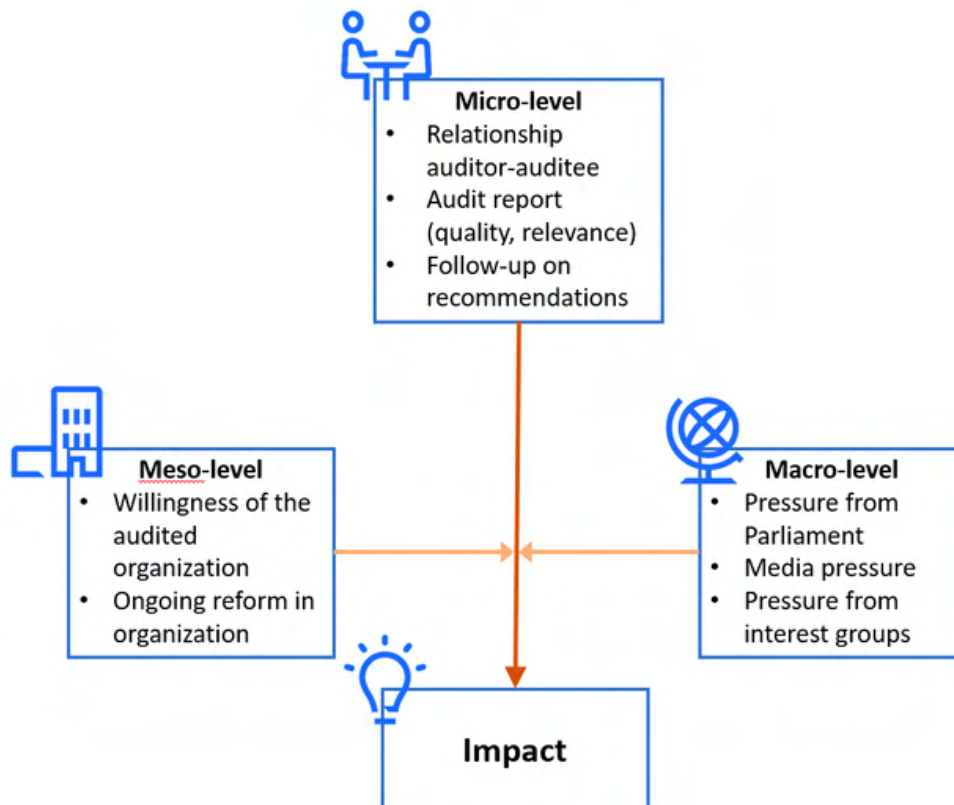 Micro-level
• Relationship
auditor-auditee
• Audit report
(quality, relevance)
• Follow-up on
recommendations
Meso-level
• Willingness of the
audited
organization
• Ongoing reform in
organization
Macro-level
• Pressure from
Parliament
• Media pressure
• Pressure from
interest groups
Impact